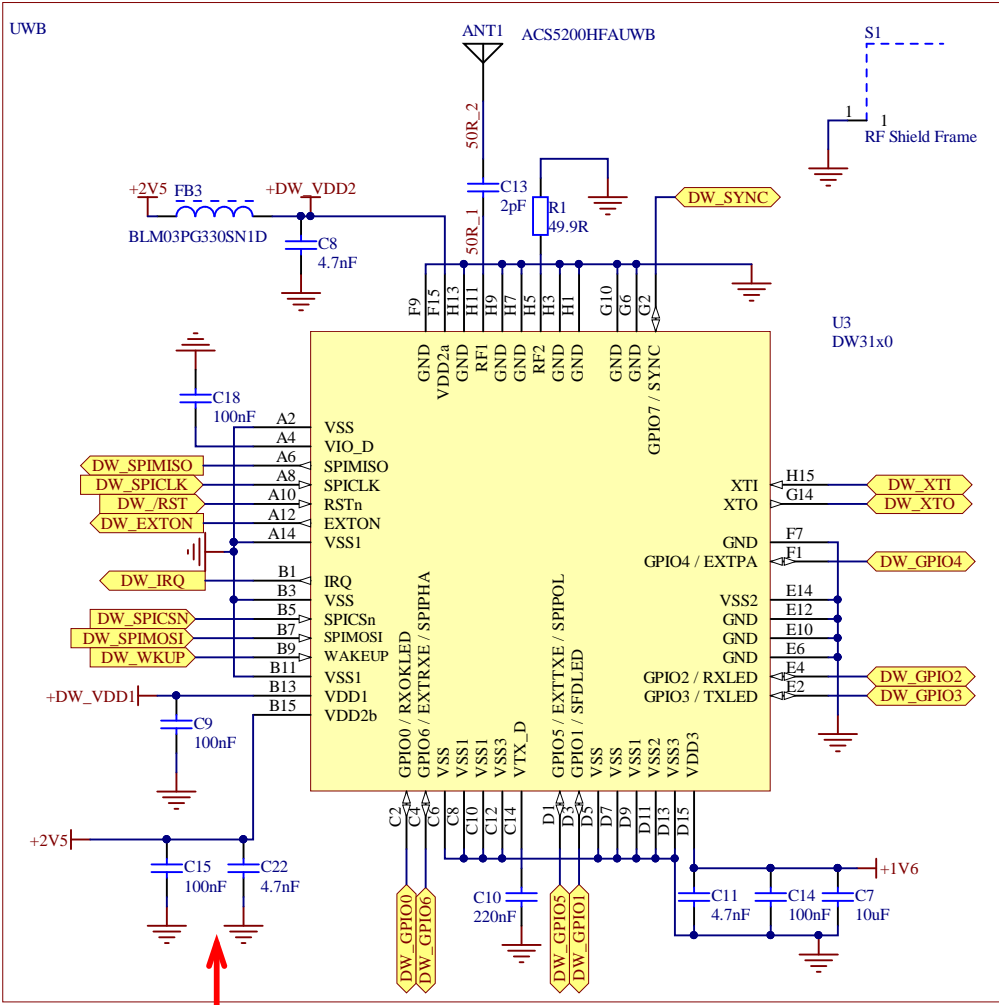 UWB
ANT1
ACS5200HFAUWB
S1
50R_2
1
1
RF Shield Frame
+2V5
FB3
+DW_VDD2
C13
2pF
DW_SYNC
BLM03PG330SN1D
C8
4.7nF
50R_1
R1
49.9R
F9
F15
H13
H11
H9
H7
H5
H3
H1
G10
G6
G2
U3
DW31x0
GND
VDD2a
GND
RF1
GND
GND
RF2
GND
GND
GND
GND
GPIO7 / SYNC
C18
100nF
A2
VSS
A4
VIO_D
DW_SPIMISO
A6
SPIMISO
DW_SPICLK
A8
SPICLK
DW_/RST
A10
RSTn
DW_EXTON
A12
EXTON
A14
VSS1
DW_IRQ
B1
IRQ
B3
VSS
DW_SPICSN
B5
SPICSn
DW_SPIMOSI
B7
SPIMOSI
DW_WKUP
B9
WAKEUP
B11
VSS1
+DW_VDD1
B13
VDD1
B15
VDD2b
C9
100nF
XTI
H15
DW_XTI
XTO
G14
DW_XTO
GND
F7
GPIO4 / EXTPA
F1
DW_GPIO4
VSS2
E14
GND
E12
GND
E10
GND
E6
GPIO2 / RXLED
E4
DW_GPIO2
GPIO3 / TXLED
E2
DW_GPIO3
GPIO0 / RXOKLED
GPIO6 / EXTRXE / SPIPHA
VSS
VSS1
VSS1
VSS3
VTX_D
GPIO5 / EXTTXE / SPIPOL
GPIO1 / SFDLED
VSS
VSS
VSS1
VSS2
VSS3
VDD3
C2
C4
C6
C8
C10
C12
C14
D1
D3
D5
D7
D9
D11
D13
D15
+2V5
C15
100nF
C22
4.7nF
DW_GPIO0
DW_GPIO6
C10
220nF
DW_GPIO5
DW_GPIO1
+1V6
C11
4.7nF
C14
100nF
C7
10uF